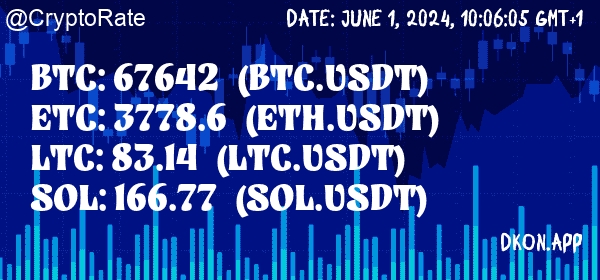 @CryptoRate
DATE: JUNE 1, 2024, 10:06:05 GMT+1
BTC: 67642 (BTC.USDT)
ETC: 3778.6 (ETH.USDT)
LTC: 83.14 (LTC.USDT)
SOL: 166.77 (SOL.USDT)
DKON.APP